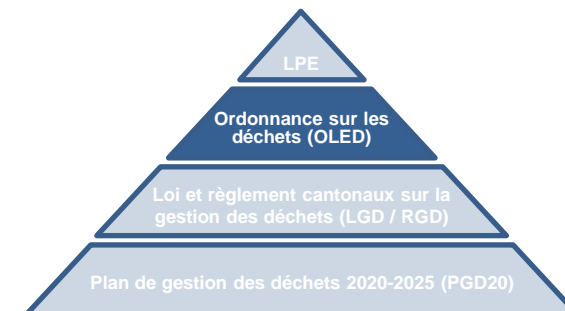 LPE
Ordonnance sur les
déchets (OLED)
Loi et règlement cantonaux sur la
gestion des déchets (LGD / RGD)
Plan de gestion des déchets 2020-2025 (PGD20)